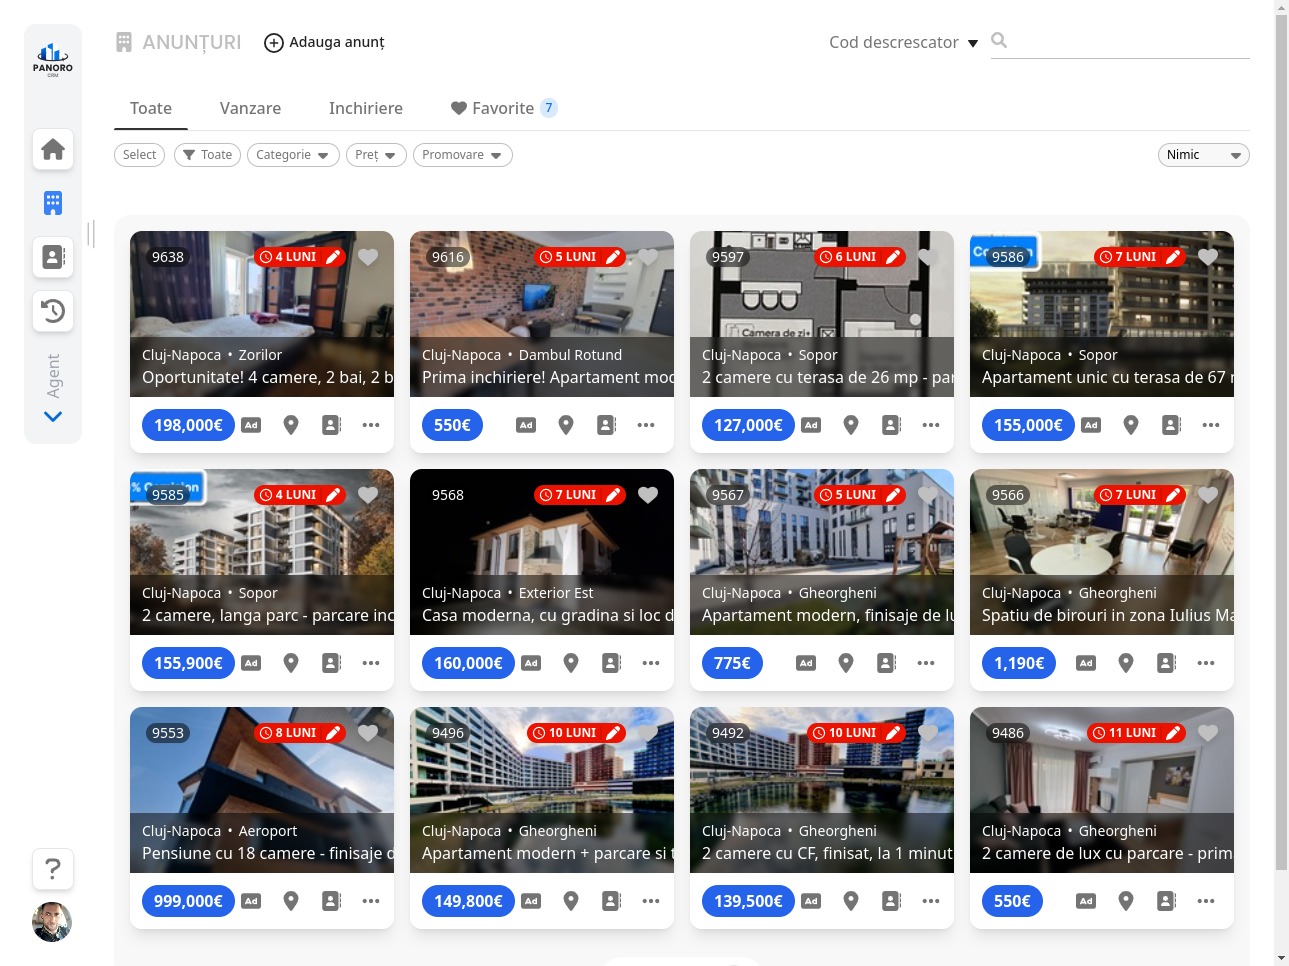 PANORO
CRM
ANUNȚURI
Adauga anunț
Cod descrescator
Toate
Vanzare
Inchiriere
Favorite 7
Select
Toate
Categorie
Preț
Promovare
Nimic
Agent
9638
4 LUNI
Cluj-Napoca • Zorilor
Oportunitate! 4 camere, 2 bai, 2 b
198,000€
Ad
9616
5 LUNI
Cluj-Napoca • Dambul Rotund
Prima inchiriere! Apartament mod
550€
Ad
9597
6 LUNI
Camera de zi+
Cluj-Napoca • Sopor
2 camere cu terasa de 26 mp - par
127,000€
Ad
9586
7 LUNI
Cluj-Napoca • Sopor
Apartament unic cu terasa de 67 m
155,000€
Ad
9585
4 LUNI
Cluj-Napoca • Sopor
2 camere, langa parc - parcare inc
155,900€
Ad
9568
7 LUNI
Cluj-Napoca • Exterior Est
Casa moderna, cu gradina si loc d
160,000€
Ad
9567
5 LUNI
Cluj-Napoca • Gheorgheni
Apartament modern, finisaje de lu
775€
Ad
9566
7 LUNI
Cluj-Napoca • Gheorgheni
Spatiu de birouri in zona Iulius Ma
1,190€
Ad
9553
8 LUNI
Cluj-Napoca • Aeroport
Pensiune cu 18 camere - finisaje d
999,000€
Ad
9496
10 LUNI
Cluj-Napoca • Gheorgheni
Apartament modern + parcare si t
149,800€
Ad
9492
10 LUNI
Cluj-Napoca • Gheorgheni
2 camere cu CF, finisat, la 1 minut
139,500€
Ad
9486
11 LUNI
Cluj-Napoca • Gheorgheni
2 camere de lux cu parcare - prim
550€
Ad
?